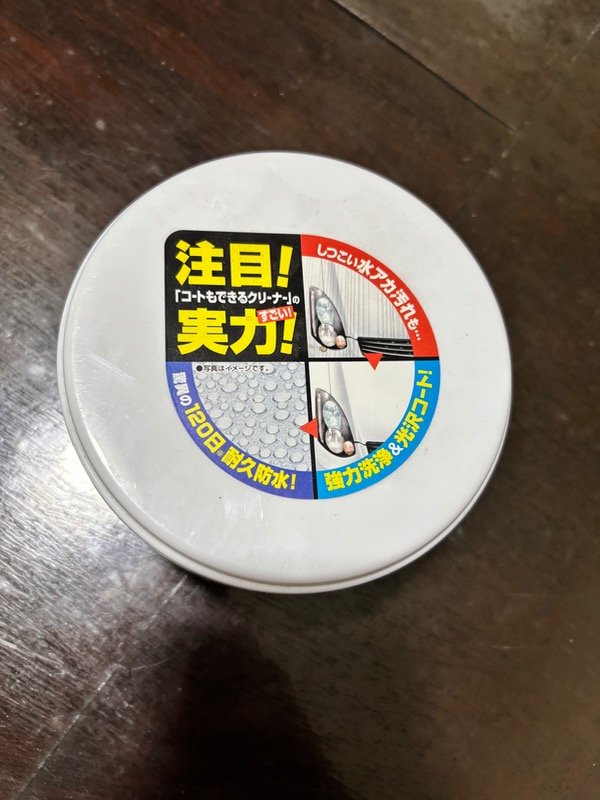 注目!
「コートもできるクリーナー」の
すごい!
実力!
しつこい水アカ汚れも…
強力洗浄&光沢コート!
●写真はイメージです。
驚異の120日※耐久防水!